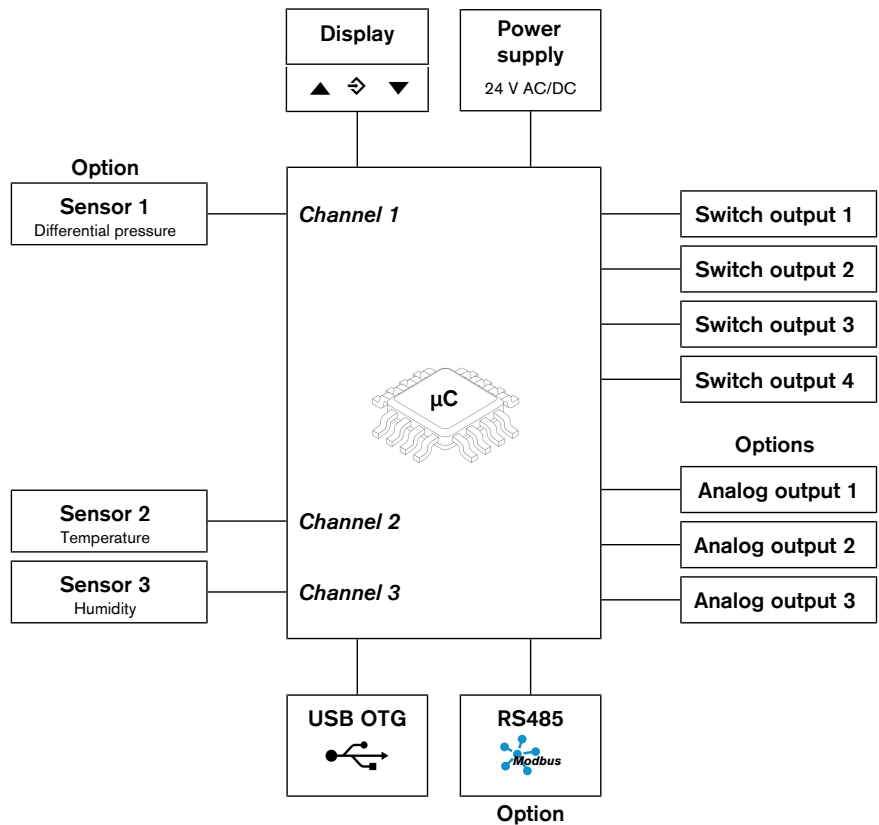 Display
Power
supply
24 V AC/DC
Option
Sensor 1
Differential pressure
Channel 1
Switch output 1
Switch output 2
Switch output 3
Switch output 4
µC
Options
Analog output 1
Sensor 2
Temperature
Channel 2
Analog output 2
Sensor 3
Humidity
Channel 3
Analog output 3
USB OTG
RS485
Modbus
Option